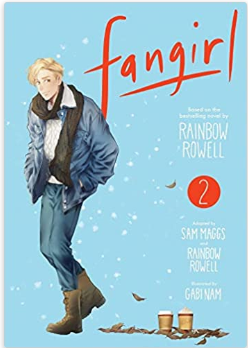 fangirl
Based on the
bestselling novel by
RAINBOW
ROWELL
2
Adapted by
SAM MAGGS
and
RAINBOW
ROWELL
Illustrated by
GABI NAM